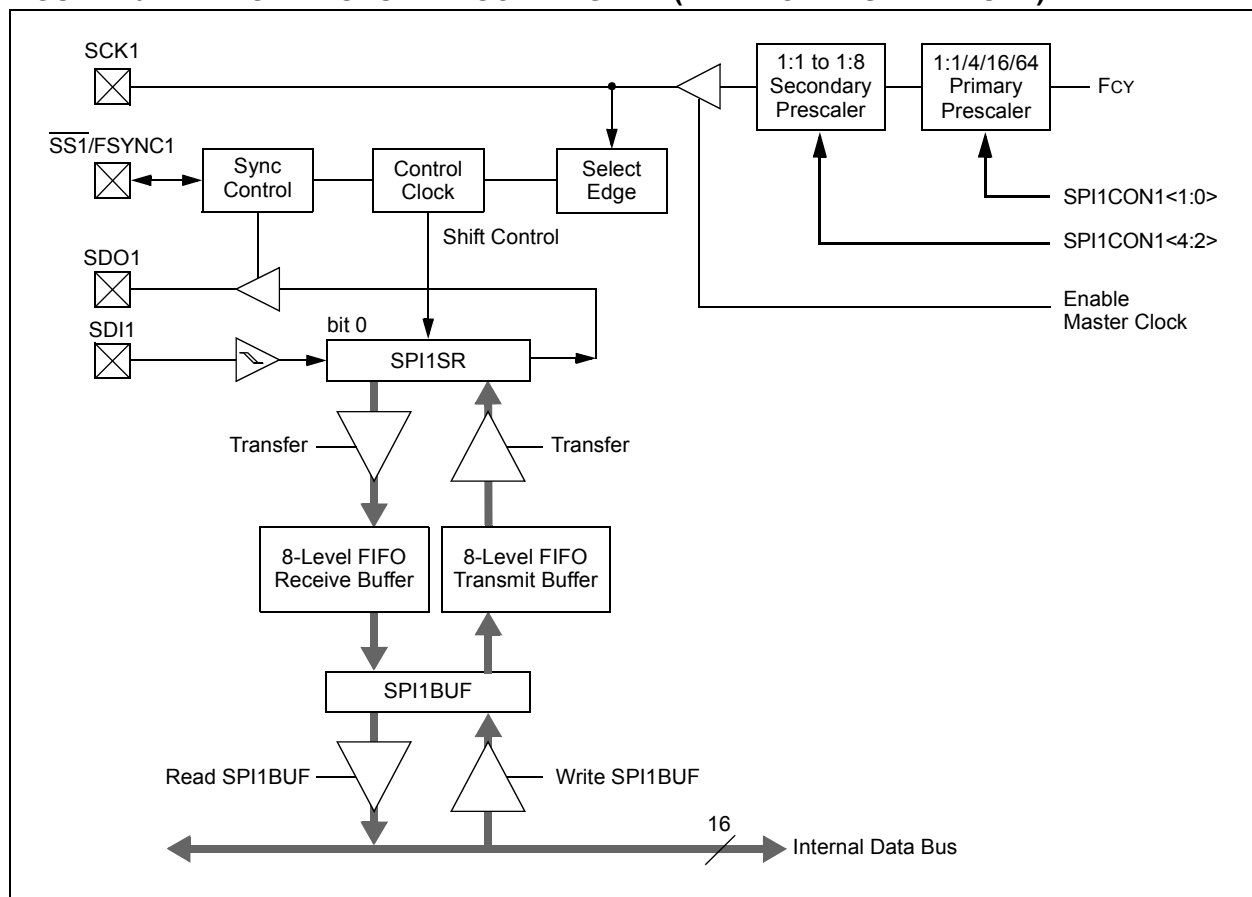 SCK1
1:1 to 1:8
Secondary
Prescaler
1:1/4/16/64
Primary
Prescaler
FCY
SS1/FSYNC1
Sync
Control
Control
Clock
Select
Edge
SPI1CON1<1:0>
Shift Control
SPI1CON1<4:2>
SDO1
Enable
Master Clock
SDI1
bit 0
SPI1SR
Transfer
Transfer
8-Level FIFO
Receive Buffer
8-Level FIFO
Transmit Buffer
SPI1BUF
Read SPI1BUF
Write SPI1BUF
16
Internal Data Bus